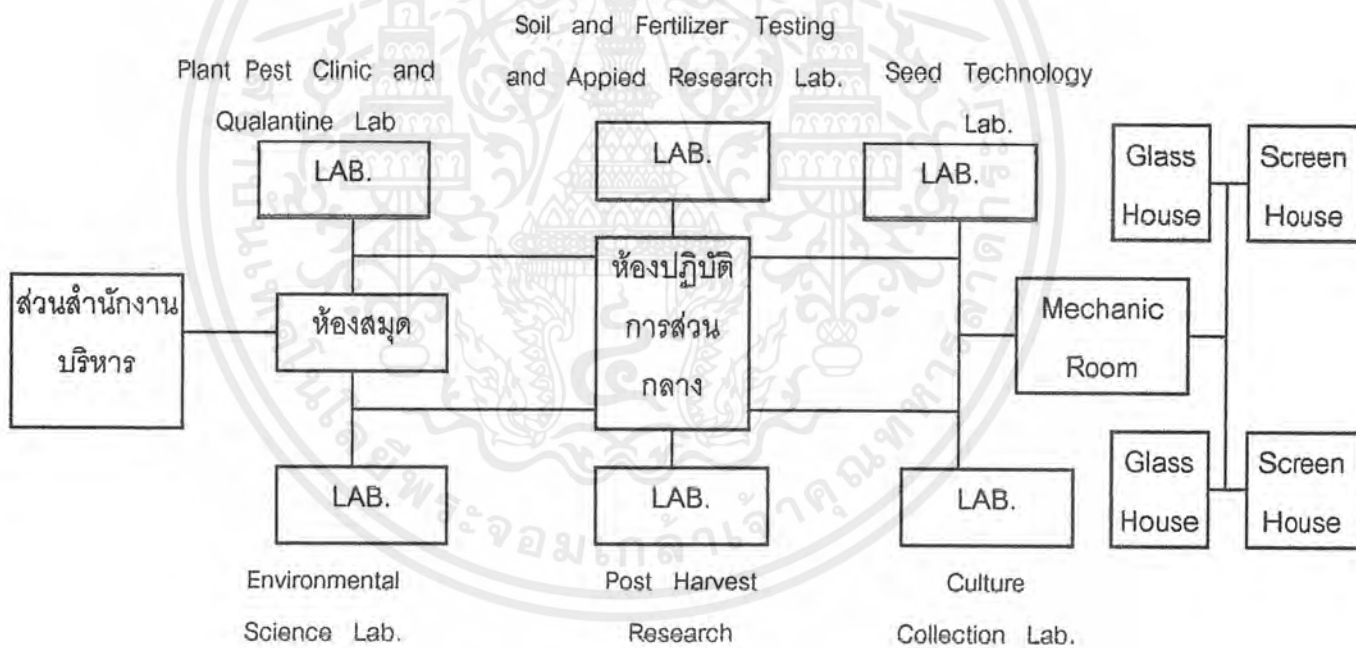 Soil and Fertilizer Testing
and Appied Research Lab.
Plant Pest Clinic and
Qualantine Lab
Seed Technology
Lab.
LAB.
LAB.
LAB.
Glass
House
Screen
House
ส่วนสำนักงาน
บริหาร
ห้องสมุด
ห้องปฏิบัติ
การส่วน
กลาง
Mechanic
Room
LAB.
LAB.
LAB.
Glass
House
Screen
House
Environmental
Science Lab.
Post Harvest
Research
Culture
Collection Lab.